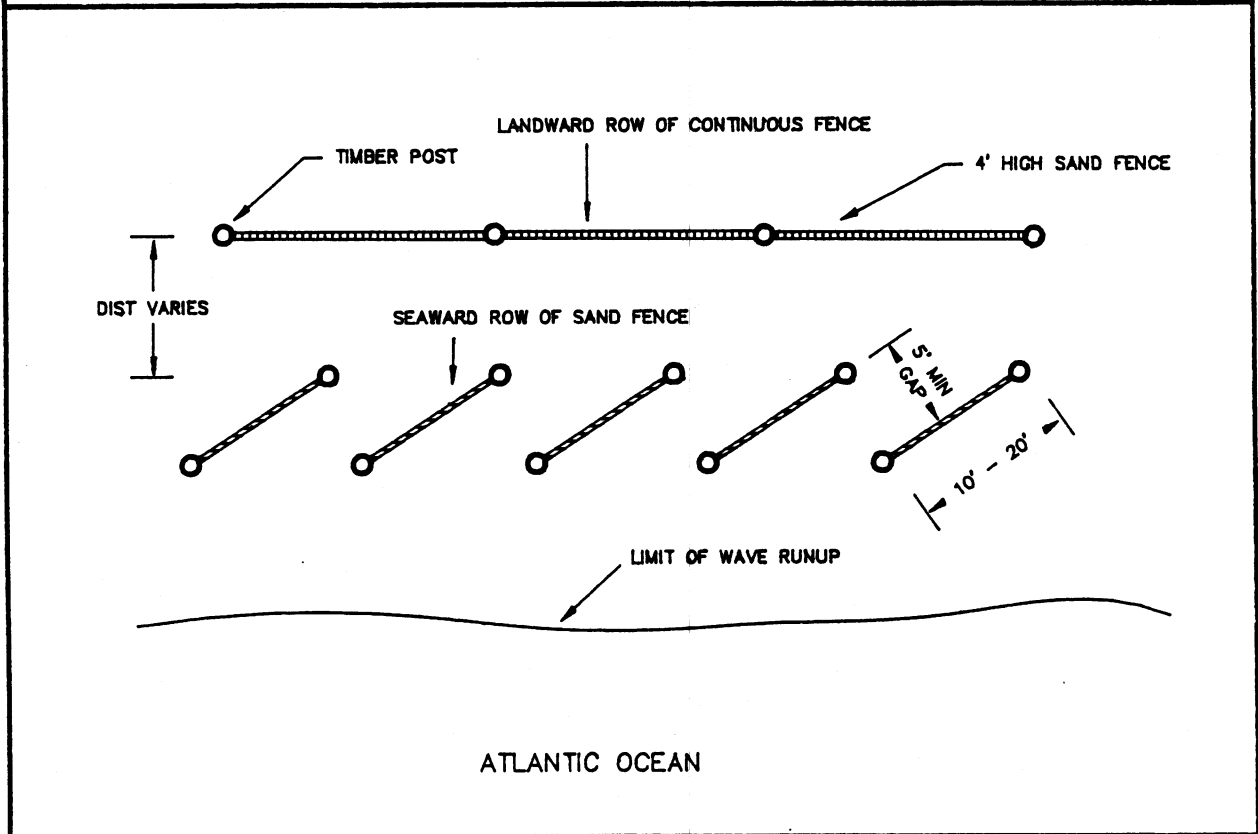 LANDWARD ROW OF CONTINUOUS FENCE
TIMBER POST
4' HIGH SAND FENCE
DIST VARIES
SEAWARD ROW OF SAND FENCE
5' MIN
GAP
10' - 20'
LIMIT OF WAVE RUNUP
ATLANTIC OCEAN